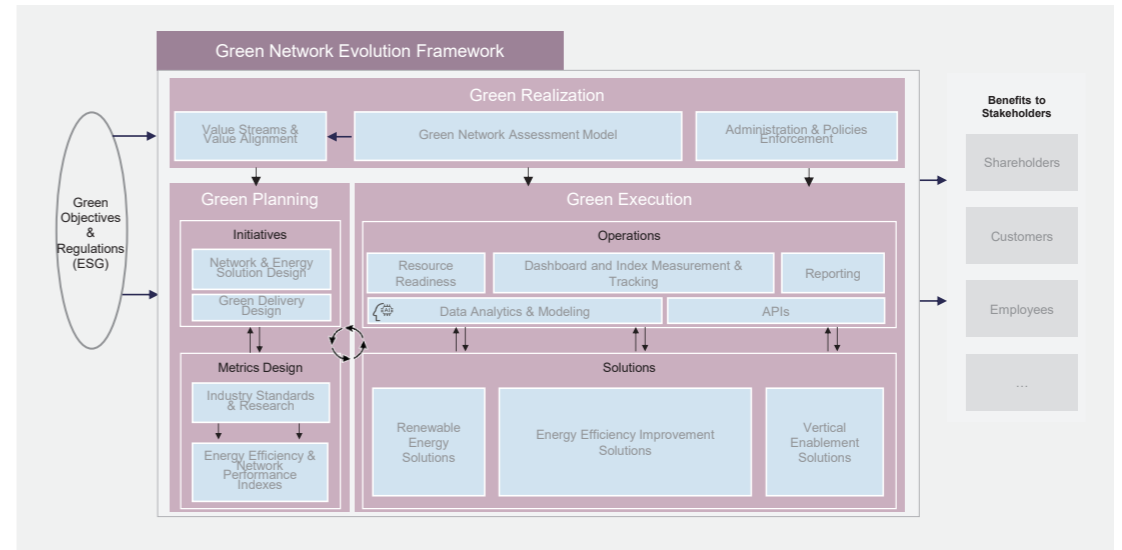 Green Network Evolution Framework
Green Realization
Value Streams &
Value Alignment
Green Network Assessment Model
Administration & Policies
Enforcement
Green
Objectives
&
Regulations
(ESG)
Green Planning
Initiatives
Network & Energy
Solution Design
Green Delivery
Design
Metrics Design
Industry Standards
& Research
Energy Efficiency &
Network
Performance
Indexes
Green Execution
Operations
Resource
Readiness
Dashboard and Index Measurement &
Tracking
Reporting
Data Analytics & Modeling
APIs
Solutions
Renewable
Energy
Solutions
Energy Efficiency Improvement
Solutions
Vertical
Enablement
Solutions
Benefits to
Stakeholders
Shareholders
Customers
Employees
...